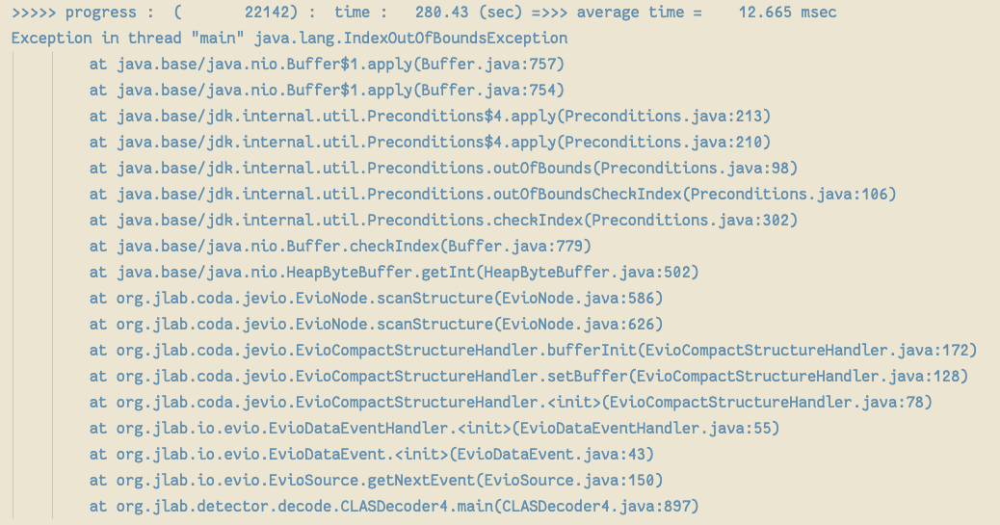 >>>>> progress :  (       22142) :  time :   280.43 (sec) =>>> average time =    12.665 msec
Exception in thread "main" java.lang.IndexOutOfBoundsException
        at java.base/java.nio.Buffer$1.apply(Buffer.java:757)
        at java.base/java.nio.Buffer$1.apply(Buffer.java:754)
        at java.base/jdk.internal.util.Preconditions$4.apply(Preconditions.java:213)
        at java.base/jdk.internal.util.Preconditions$4.apply(Preconditions.java:210)
        at java.base/jdk.internal.util.Preconditions.outOfBounds(Preconditions.java:98)
        at java.base/jdk.internal.util.Preconditions.outOfBoundsCheckIndex(Preconditions.java:106)
        at java.base/jdk.internal.util.Preconditions.checkIndex(Preconditions.java:302)
        at java.base/java.nio.Buffer.checkIndex(Buffer.java:779)
        at java.base/java.nio.HeapByteBuffer.getInt(HeapByteBuffer.java:502)
        at org.jlab.coda.jevio.EvioNode.scanStructure(EvioNode.java:586)
        at org.jlab.coda.jevio.EvioNode.scanStructure(EvioNode.java:626)
        at org.jlab.coda.jevio.EvioCompactStructureHandler.bufferInit(EvioCompactStructureHandler.java:172)
        at org.jlab.coda.jevio.EvioCompactStructureHandler.setBuffer(EvioCompactStructureHandler.java:128)
        at org.jlab.coda.jevio.EvioCompactStructureHandler.<init>(EvioCompactStructureHandler.java:78)
        at org.jlab.io.evio.EvioDataEventHandler.<init>(EvioDataEventHandler.java:55)
        at org.jlab.io.evio.EvioDataEvent.<init>(EvioDataEvent.java:43)
        at org.jlab.io.evio.EvioSource.getNextEvent(EvioSource.java:150)
        at org.jlab.detector.decode.CLASDecoder4.main(CLASDecoder4.java:897)